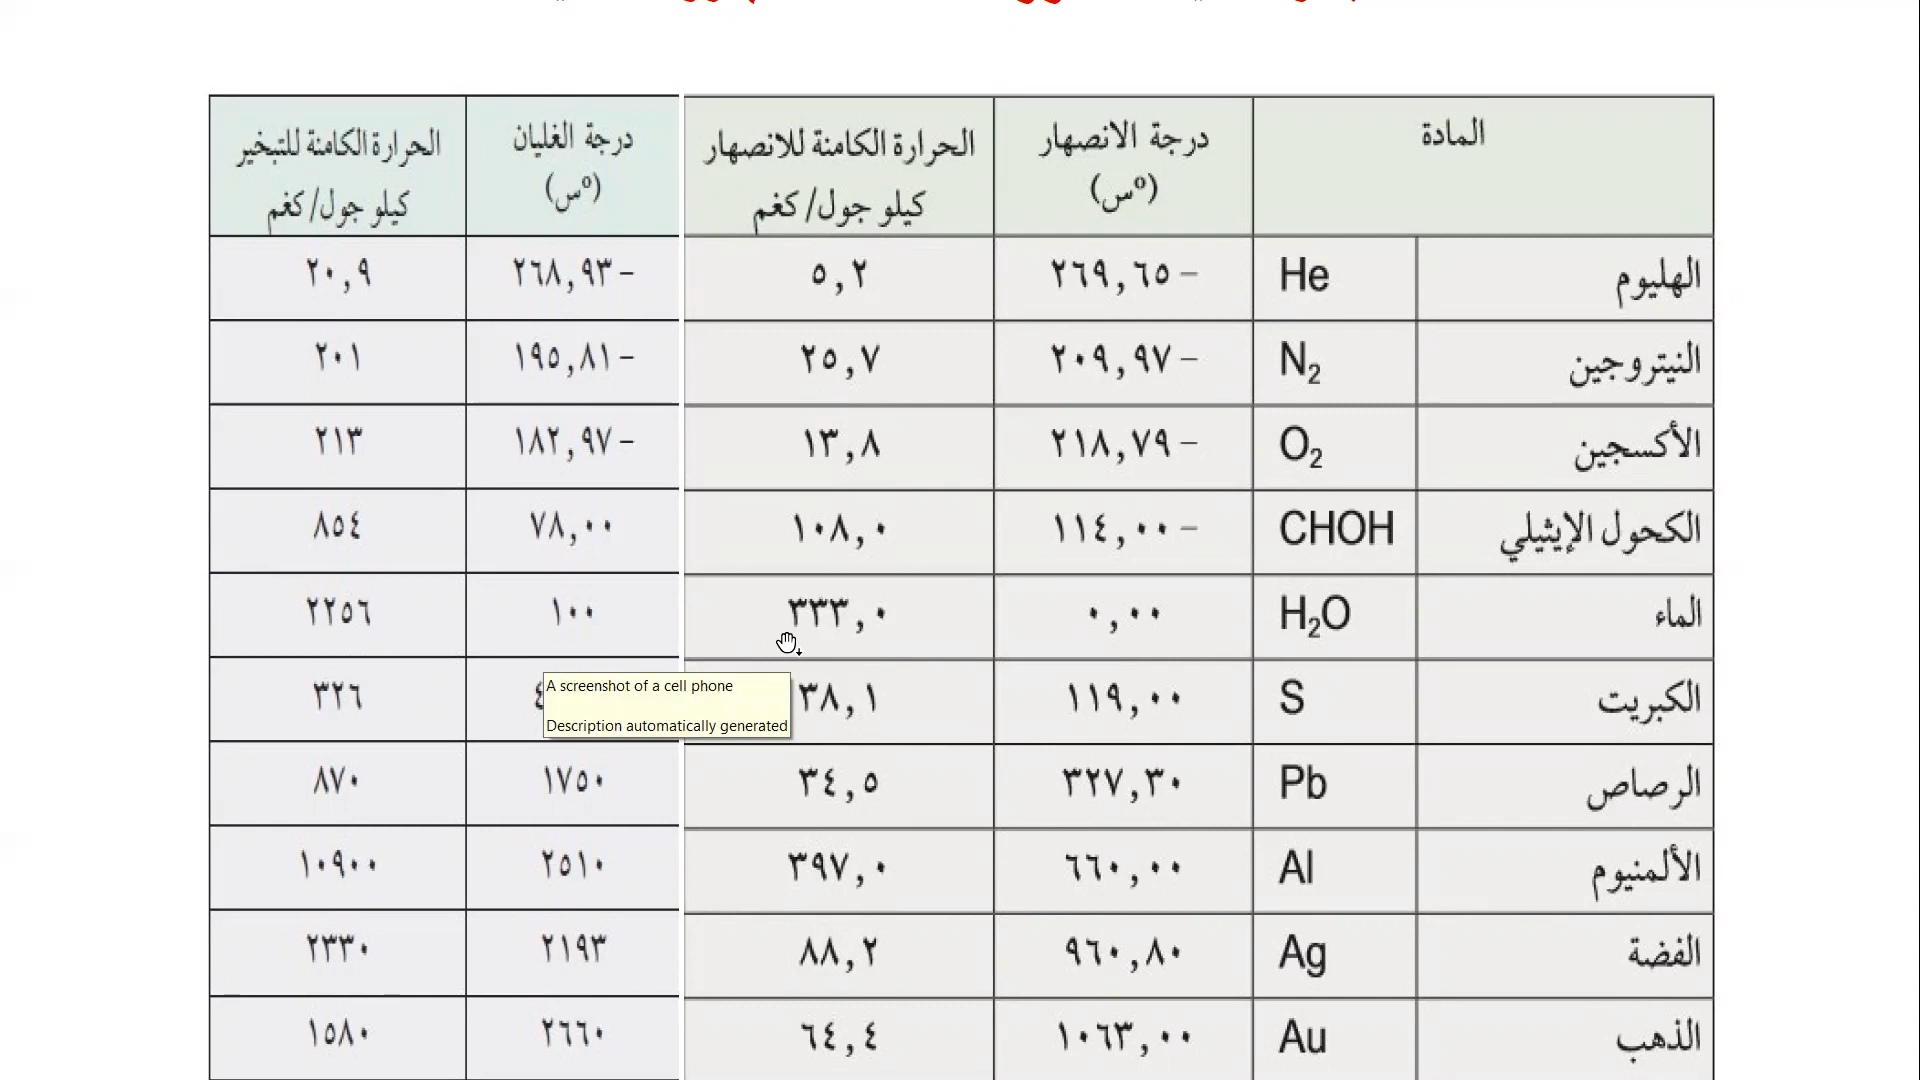 المادة | درجة الانصهار (°س) | الحرارة الكامنة للانصهار كيلو جول/كغم | درجة الغليان (°س) | الحرارة الكامنة للتبخير كيلو جول/كغم
الهليوم | He | –٢٦٩,٦٥ | ٥,٢ | –٢٦٨,٩٣ | ٢٠,٩
النيتروجين | N₂ | –٢٠٩,٩٧ | ٢٥,٧ | –١٩٥,٨١ | ٢٠١
الأكسجين | O₂ | –٢١٨,٧٩ | ١٣,٨ | –١٨٢,٩٧ | ٢١٣
الكحول الإيثيلي | CHOH | –١١٤,٠٠ | ١٠٨,٠ | ٧٨,٠٠ | ٨٥٤
الماء | H₂O | ٠,٠٠ | ٣٣٣,٠ | ١٠٠ | ٢٢٥٦
الكبريت | S | ١١٩,٠٠ | ٣٨,١ | ٣٢٦
A screenshot of a cell phone
Description automatically generated
الرصاص | Pb | ٣٢٧,٣٠ | ٣٤,٥ | ١٧٥٠ | ٨٧٠
الألمنيوم | Al | ٦٦٠,٠٠ | ٣٩٧,٠ | ٢٥١٠ | ١٠٩٠٠
الفضة | Ag | ٩٦٠,٨٠ | ٨٨,٢ | ٢١٩٣ | ٢٣٣٠
الذهب | Au | ١٠٦٣,٠٠ | ٦٤,٤ | ٢٦٦٠ | ١٥٨٠